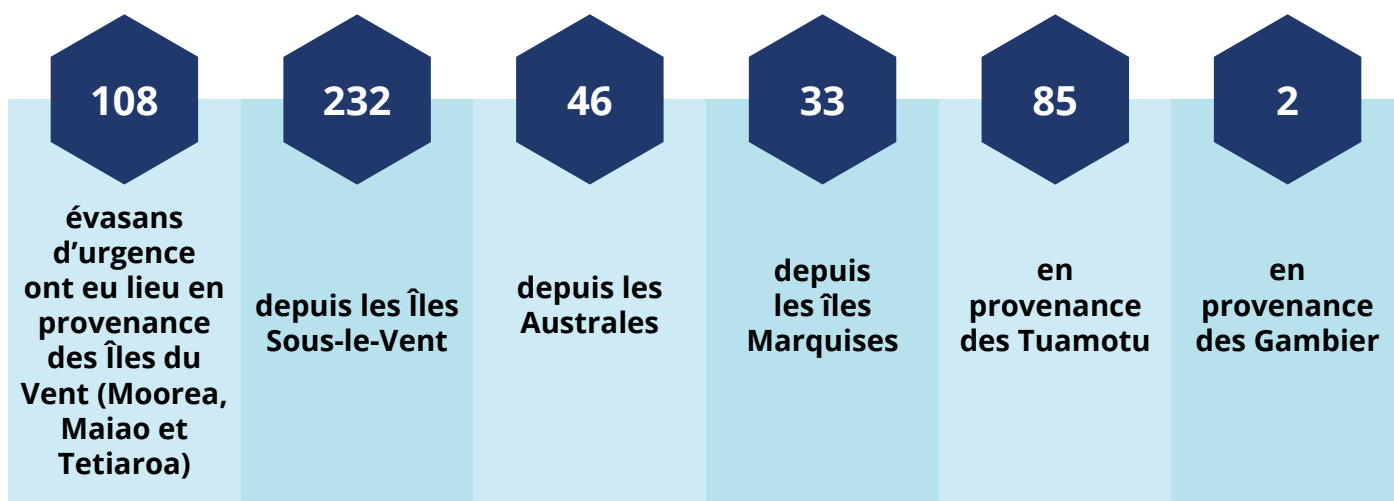 108
évasans
d’urgence
ont eu lieu en
provenance
des Îles du
Vent (Moorea,
Maiao et
Tetiaroa)
232
depuis les Îles
Sous-le-Vent
46
depuis les
Australes
33
depuis
les îles
Marquises
85
en
provenance
des Tuamotu
2
en
provenance
des Gambier